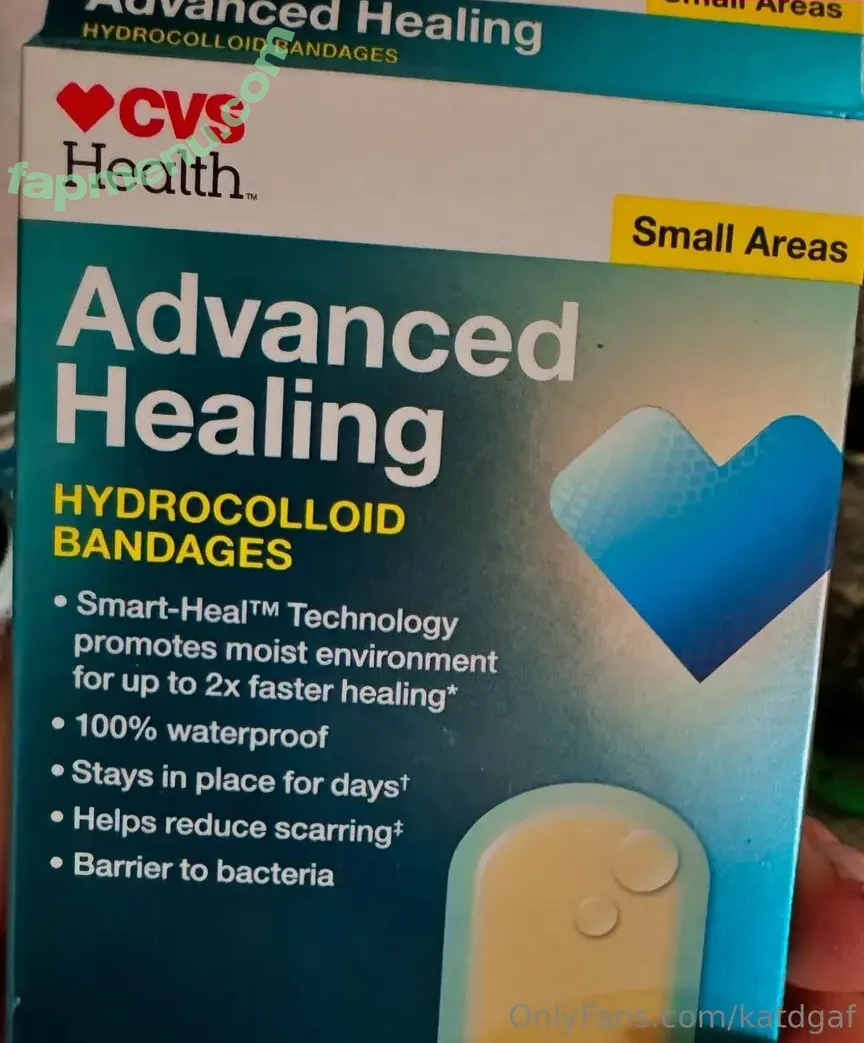 Advanced Healing
Small Areas
HYDROCOLLOID BANDAGES
CVS
Health™
fapmenu.com
Small Areas
Advanced
Healing
HYDROCOLLOID
BANDAGES
• Smart-Heal™ Technology
promotes moist environment
for up to 2x faster healing*
• 100% waterproof
• Stays in place for days†
• Helps reduce scarring‡
• Barrier to bacteria
OnlyFans.com/katdgaf